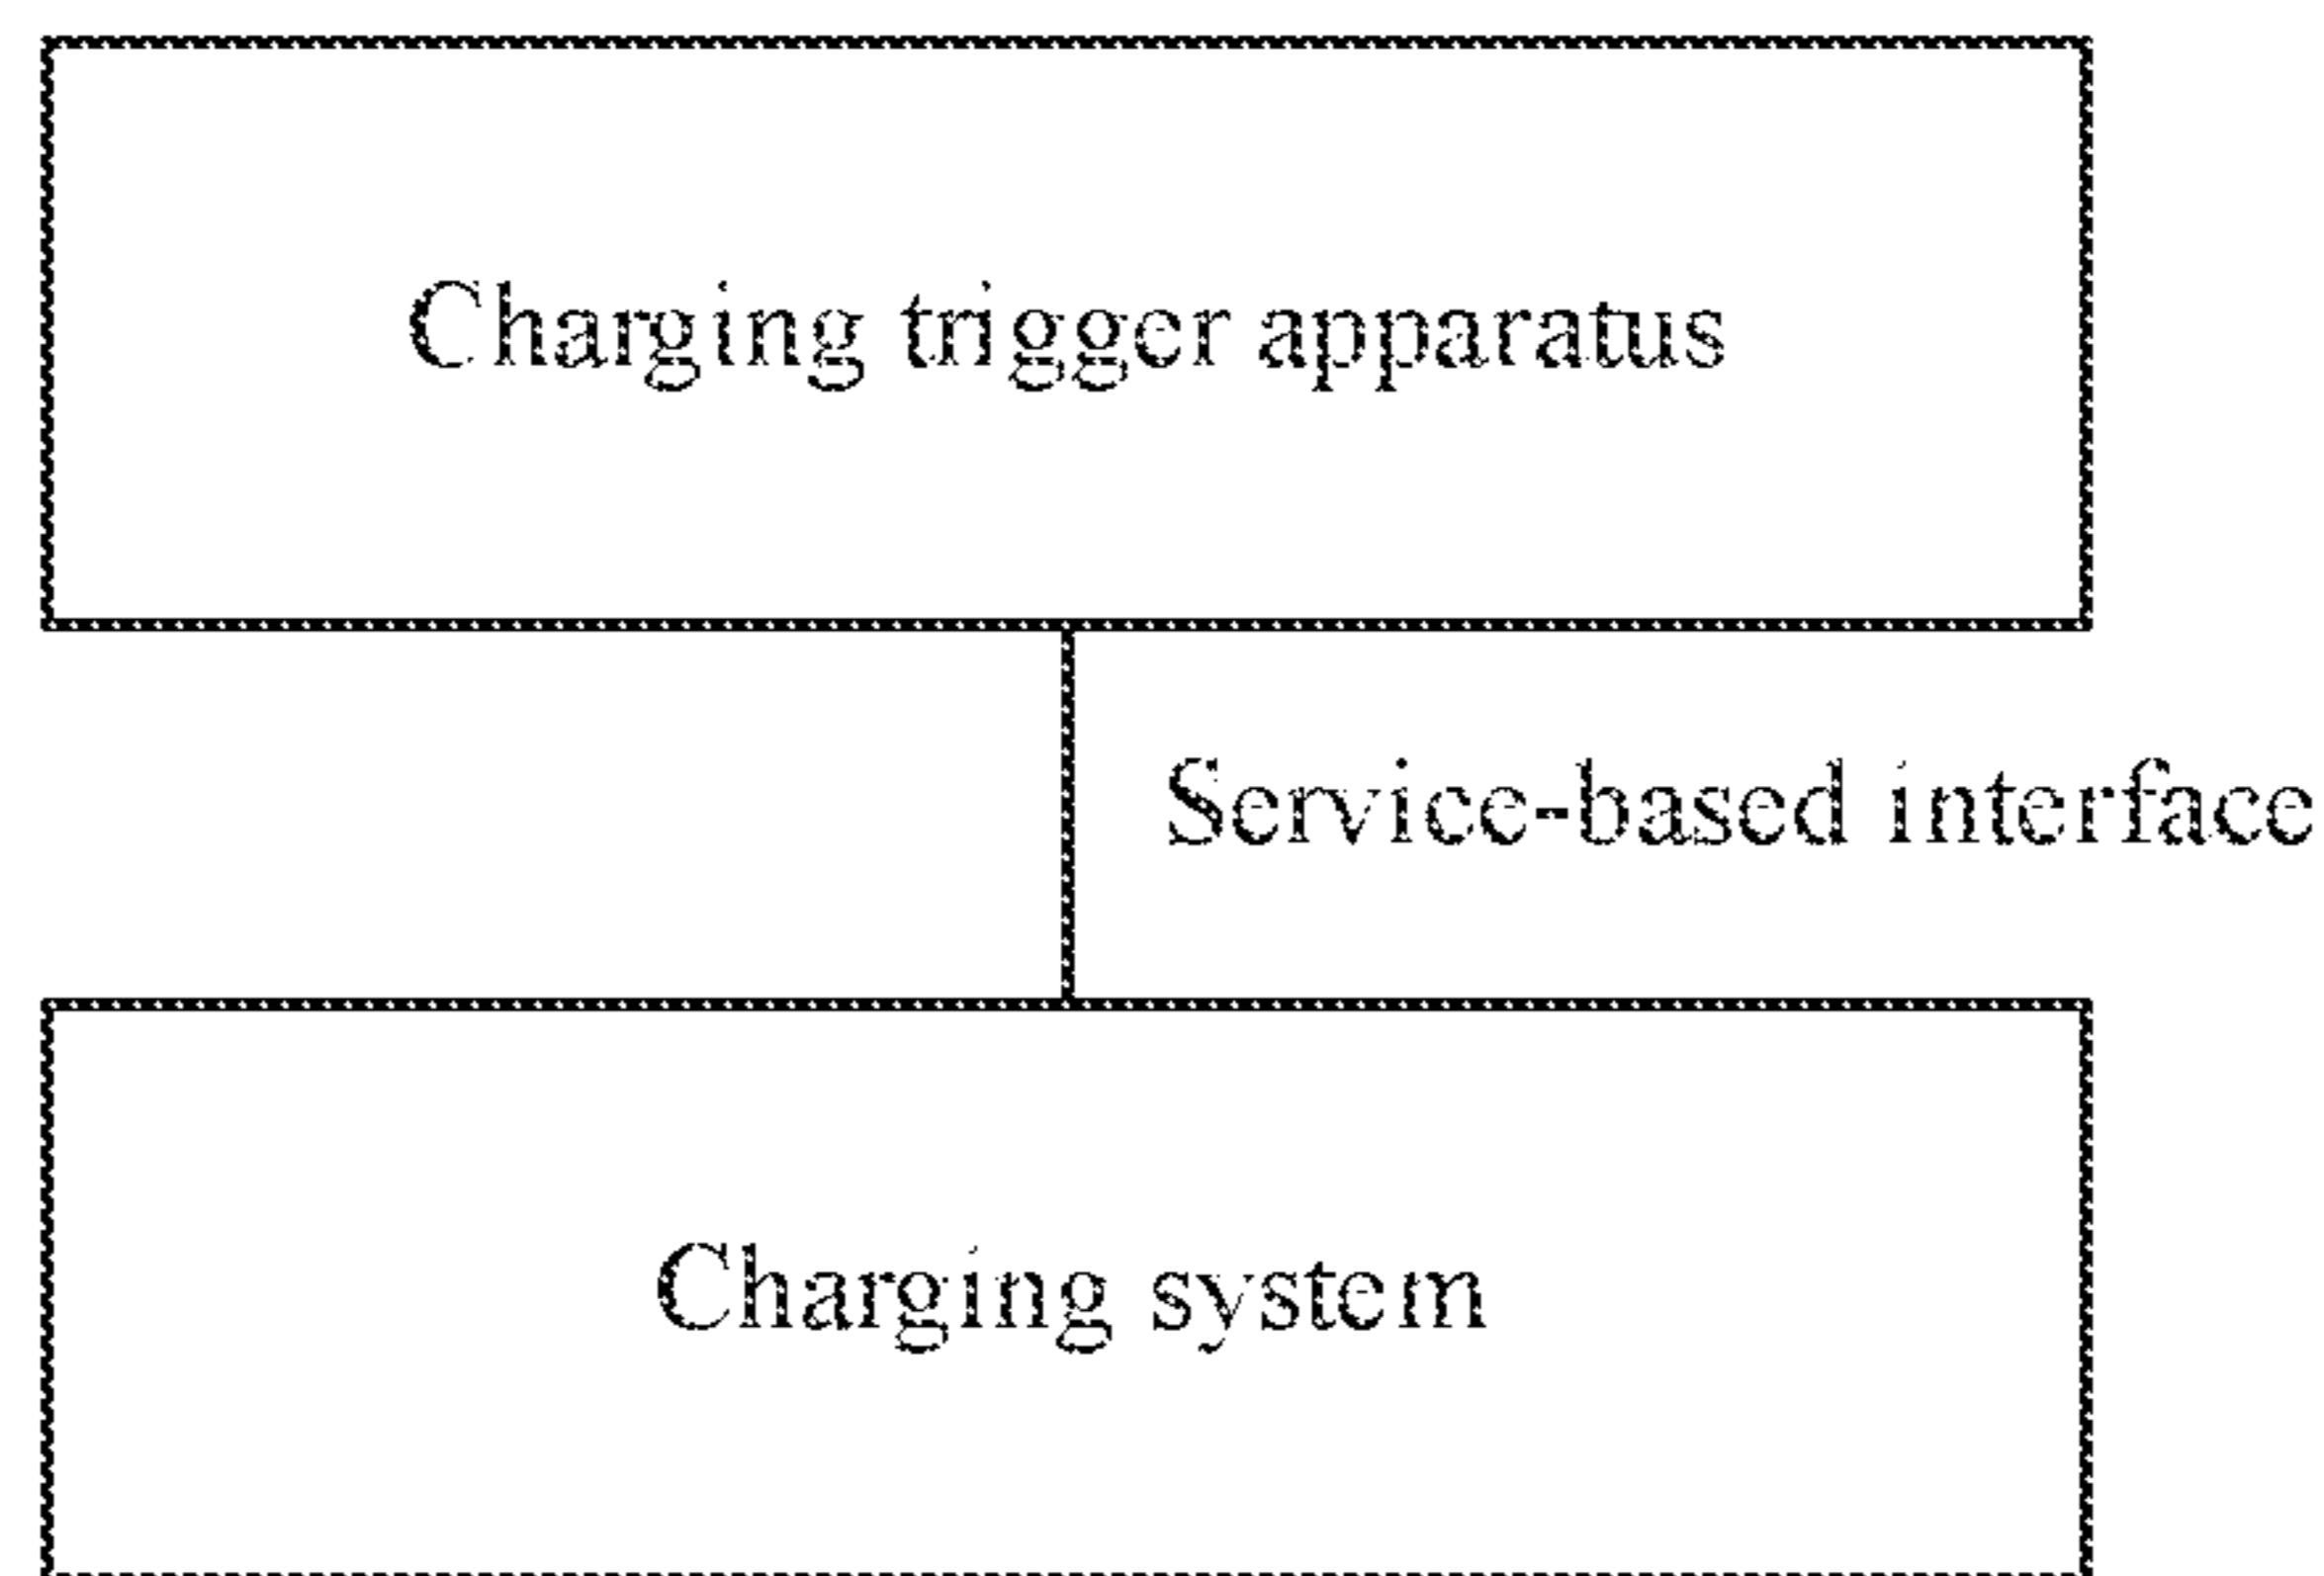 Charging trigger apparatus
Service-based interface
Charging system